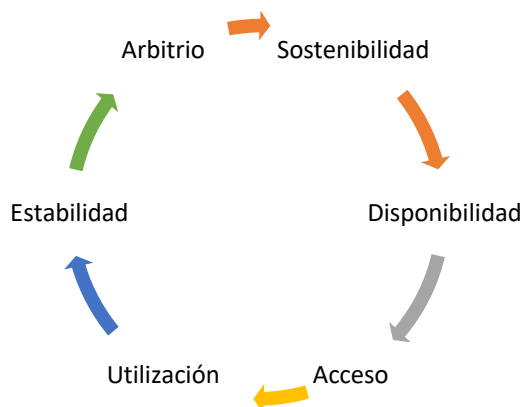 Arbitrio
Sostenibilidad
Disponibilidad
Acceso
Utilización
Estabilidad